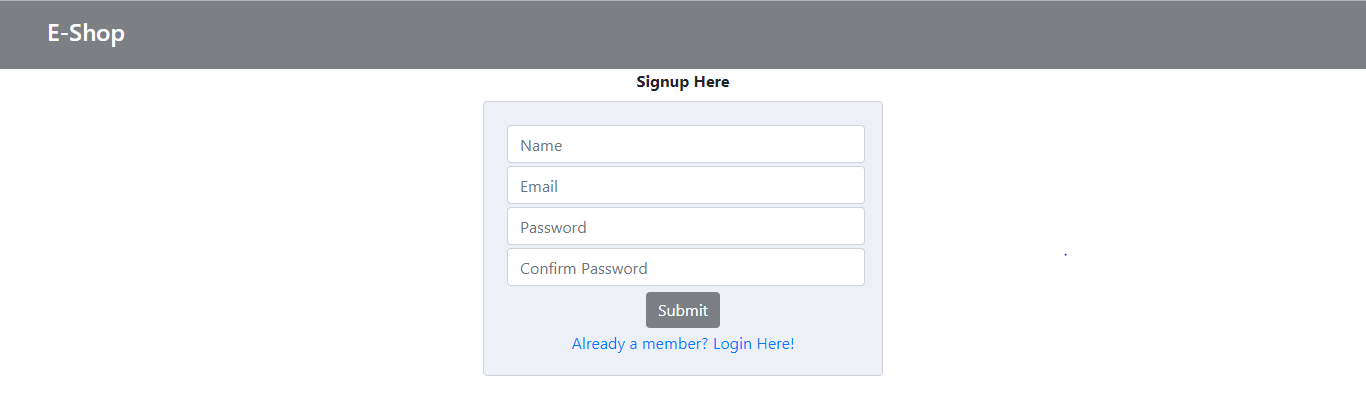 E-Shop
Signup Here
Name
Email
Password
Confirm Password
Submit
Already a member? Login Here!